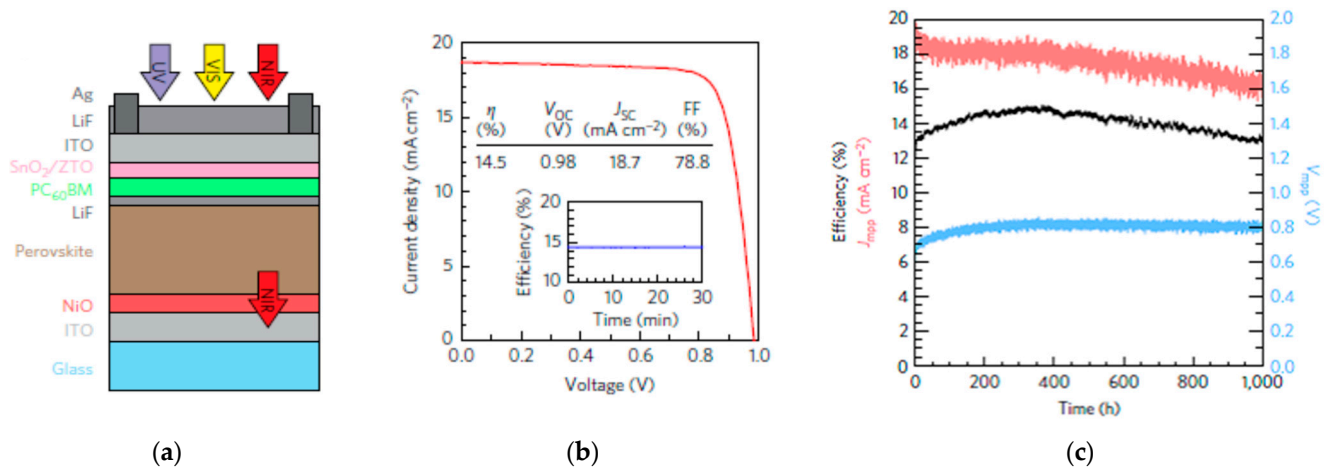 UV
VIS
NIR
Ag
LiF
ITO
SnO₂/ZTO
PC₆₀BM
LiF
Perovskite
NiO
NIR
ITO
Glass
(a)
b
20
15
10
5
0
Current density (mA cm⁻²)
η VOC JSC FF
(%) (V) (mA cm⁻²) (%)
14.5 0.98 18.7 78.8
Efficiency (%)
20
15
10
0 10 20 30
Time (min)
0.0 0.2 0.4 0.6 0.8 1.0
Voltage (V)
(b)
c
Efficiency (%)
Jmpp (mA cm⁻²)
20
18
16
14
12
10
8
6
4
2
0
2.0
1.8
1.6
1.4
1.2
1.0
0.8
0.6
0.4
0.2
0.0
Vmpp (V)
0 200 400 600 800 1,000
Time (h)
(c)